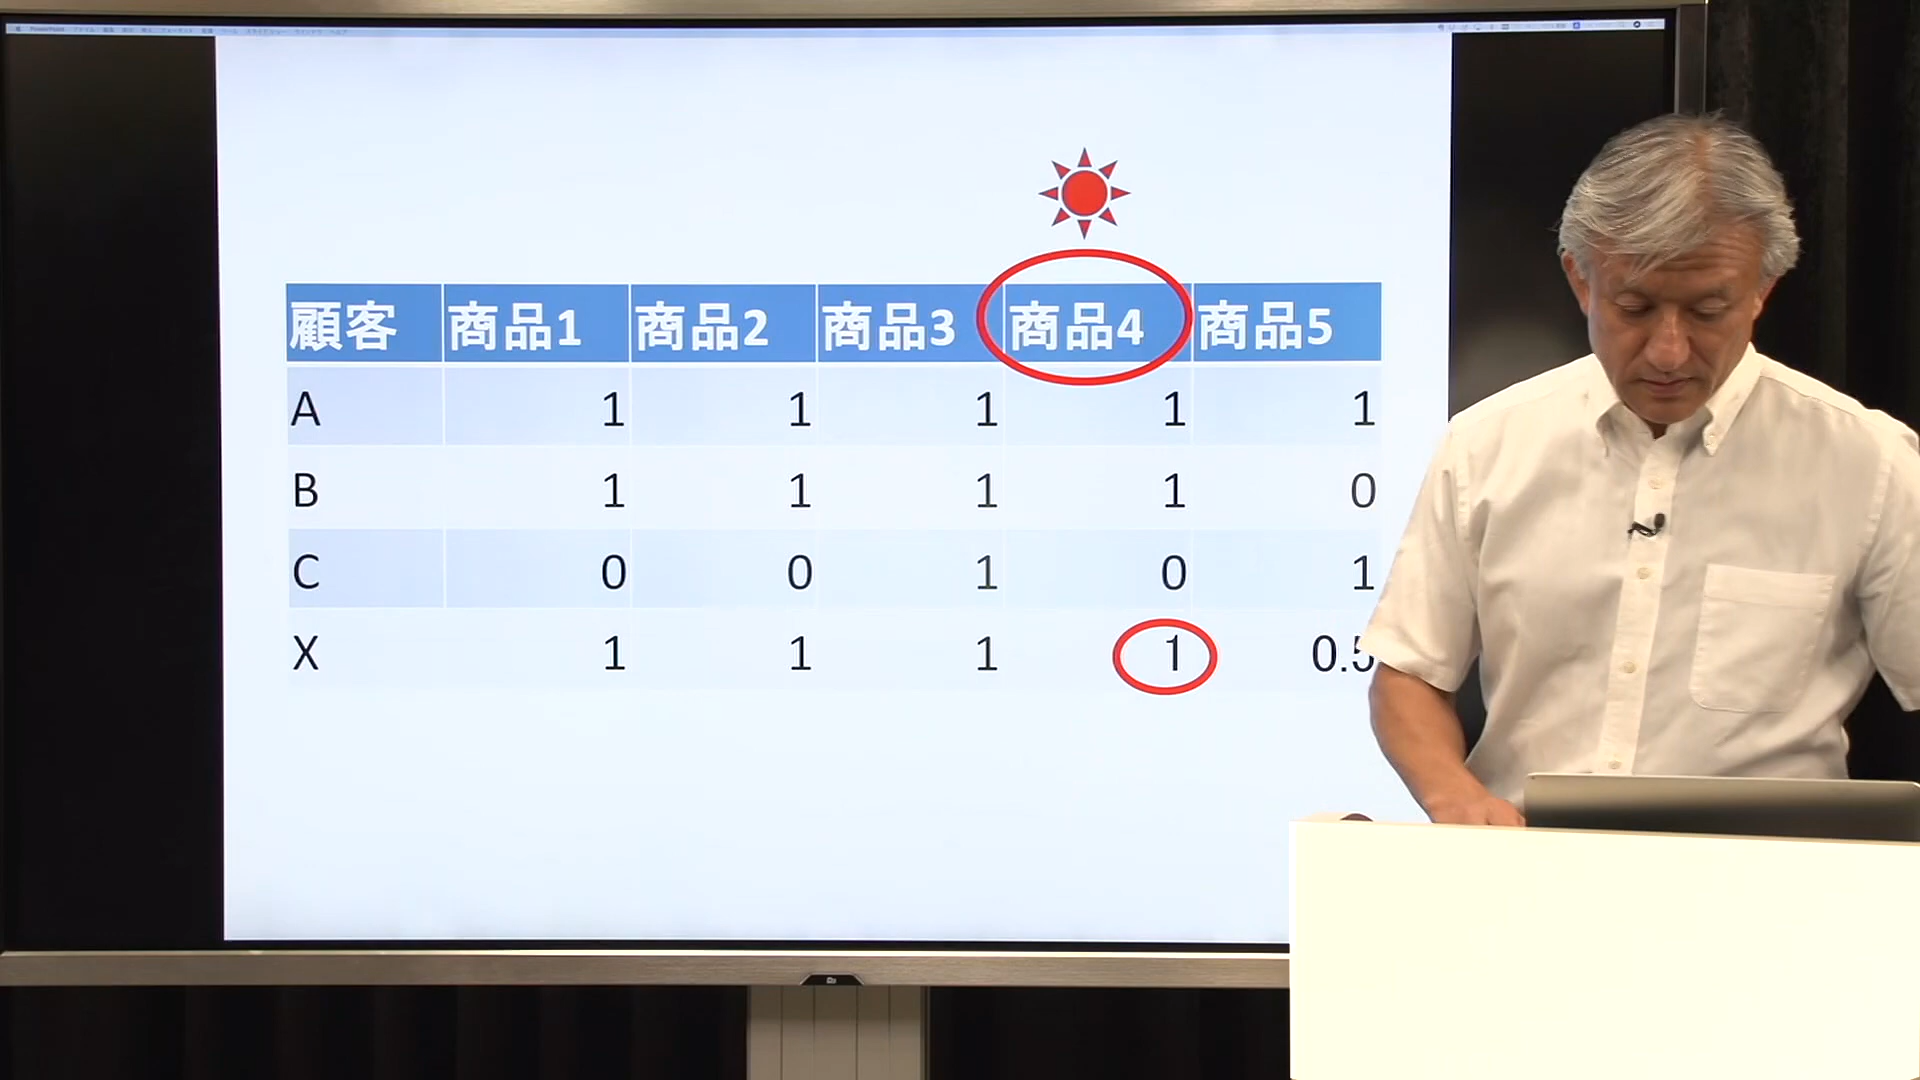 PowerPoint
顧客 商品1 商品2 商品3 商品4 商品5
A 1 1 1 1 1
B 1 1 1 1 0
C 0 0 1 0 1
X 1 1 1 1 0.5